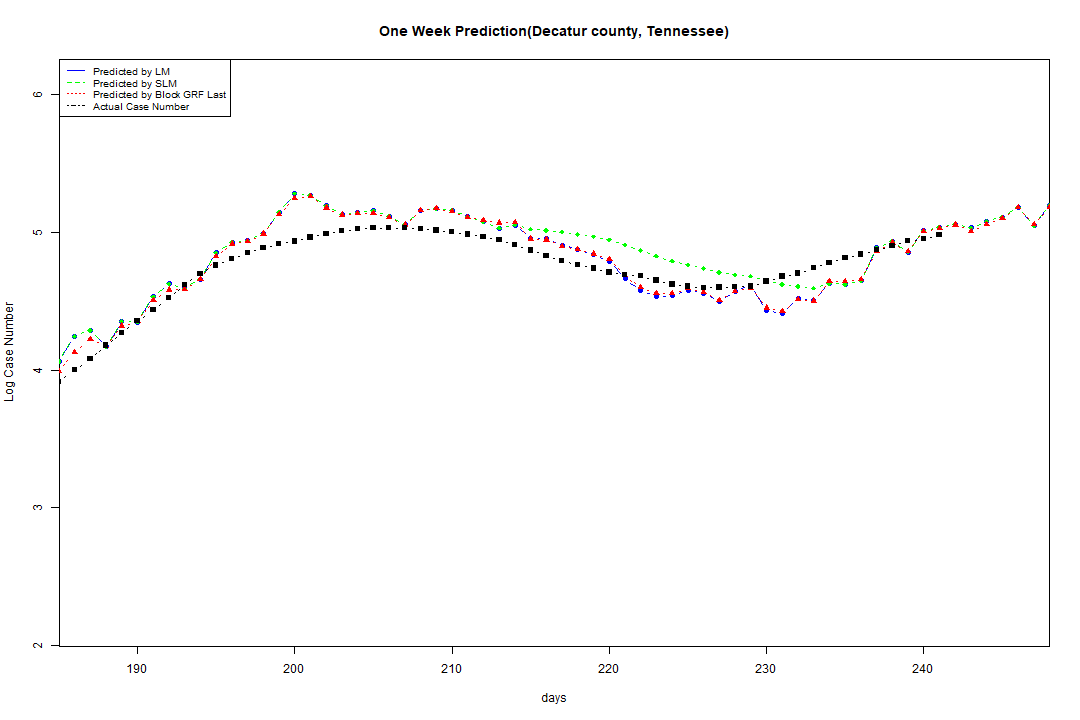 One Week Prediction(Decatur county, Tennessee)
Predicted by LM
Predicted by SLM
Predicted by Block GRF Last
Actual Case Number
6
5
4
3
2
Log Case Number
190 200 210 220 230 240
days